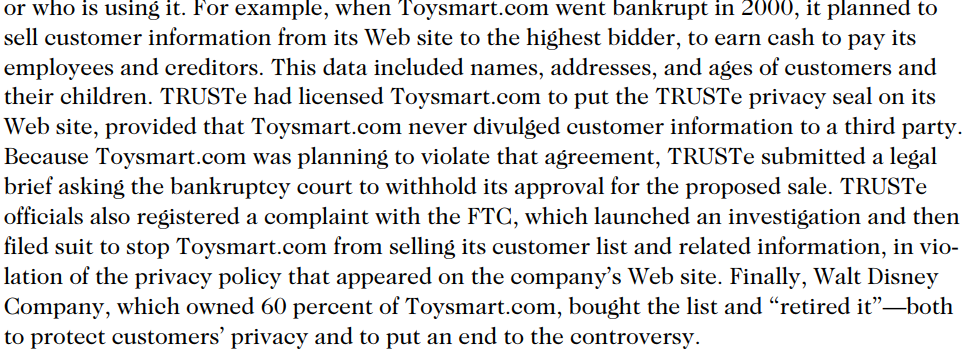 or who is using it. For example, when Toysmart.com went bankrupt in 2000, it planned to
sell customer information from its Web site to the highest bidder, to earn cash to pay its
employees and creditors. This data included names, addresses, and ages of customers and
their children. TRUSTe had licensed Toysmart.com to put the TRUSTe privacy seal on its
Web site, provided that Toysmart.com never divulged customer information to a third party.
Because Toysmart.com was planning to violate that agreement, TRUSTe submitted a legal
brief asking the bankruptcy court to withhold its approval for the proposed sale. TRUSTe
officials also registered a complaint with the FTC, which launched an investigation and then
filed suit to stop Toysmart.com from selling its customer list and related information, in vio-
lation of the privacy policy that appeared on the company’s Web site. Finally, Walt Disney
Company, which owned 60 percent of Toysmart.com, bought the list and “retired it”—both
to protect customers’ privacy and to put an end to the controversy.